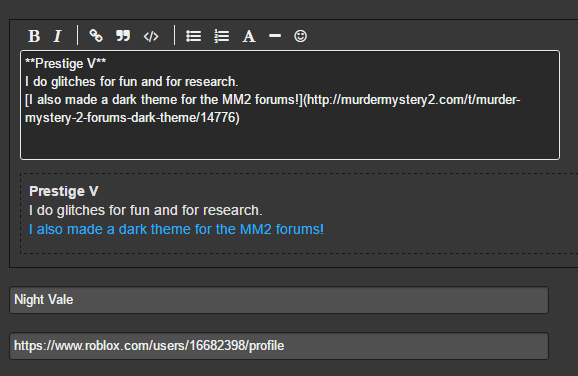 B I A
**Prestige V**
I do glitches for fun and for research.
[I also made a dark theme for the MM2 forums!](http://murdermystery2.com/t/murder-
mystery-2-forums-dark-theme/14776)
Prestige V
I do glitches for fun and for research.
I also made a dark theme for the MM2 forums!
Night Vale
https://www.roblox.com/users/16682398/profile